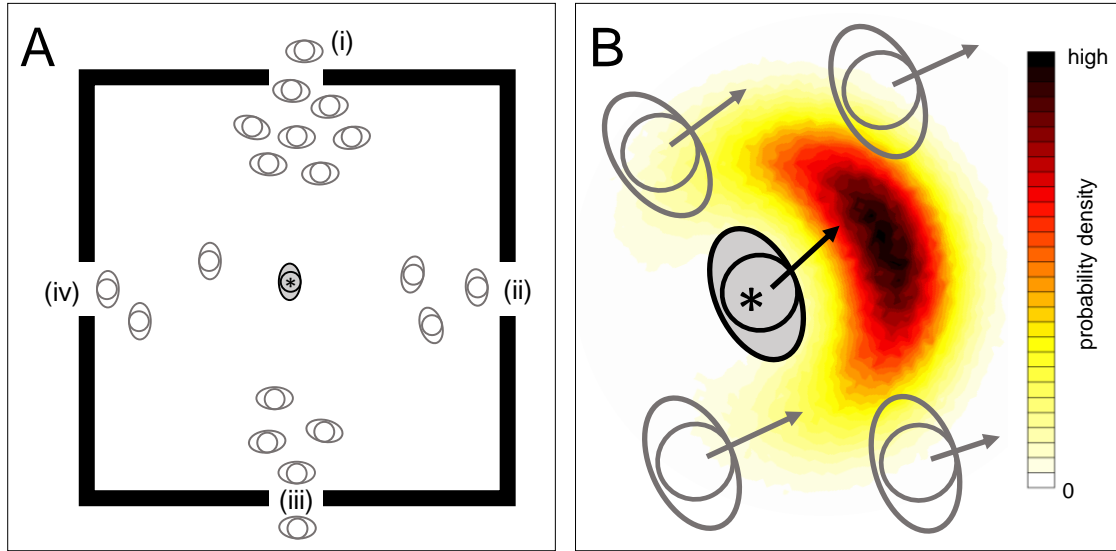 A
(i)
(ii)
(iii)
(iv)
*
B
*
high
probability density
0